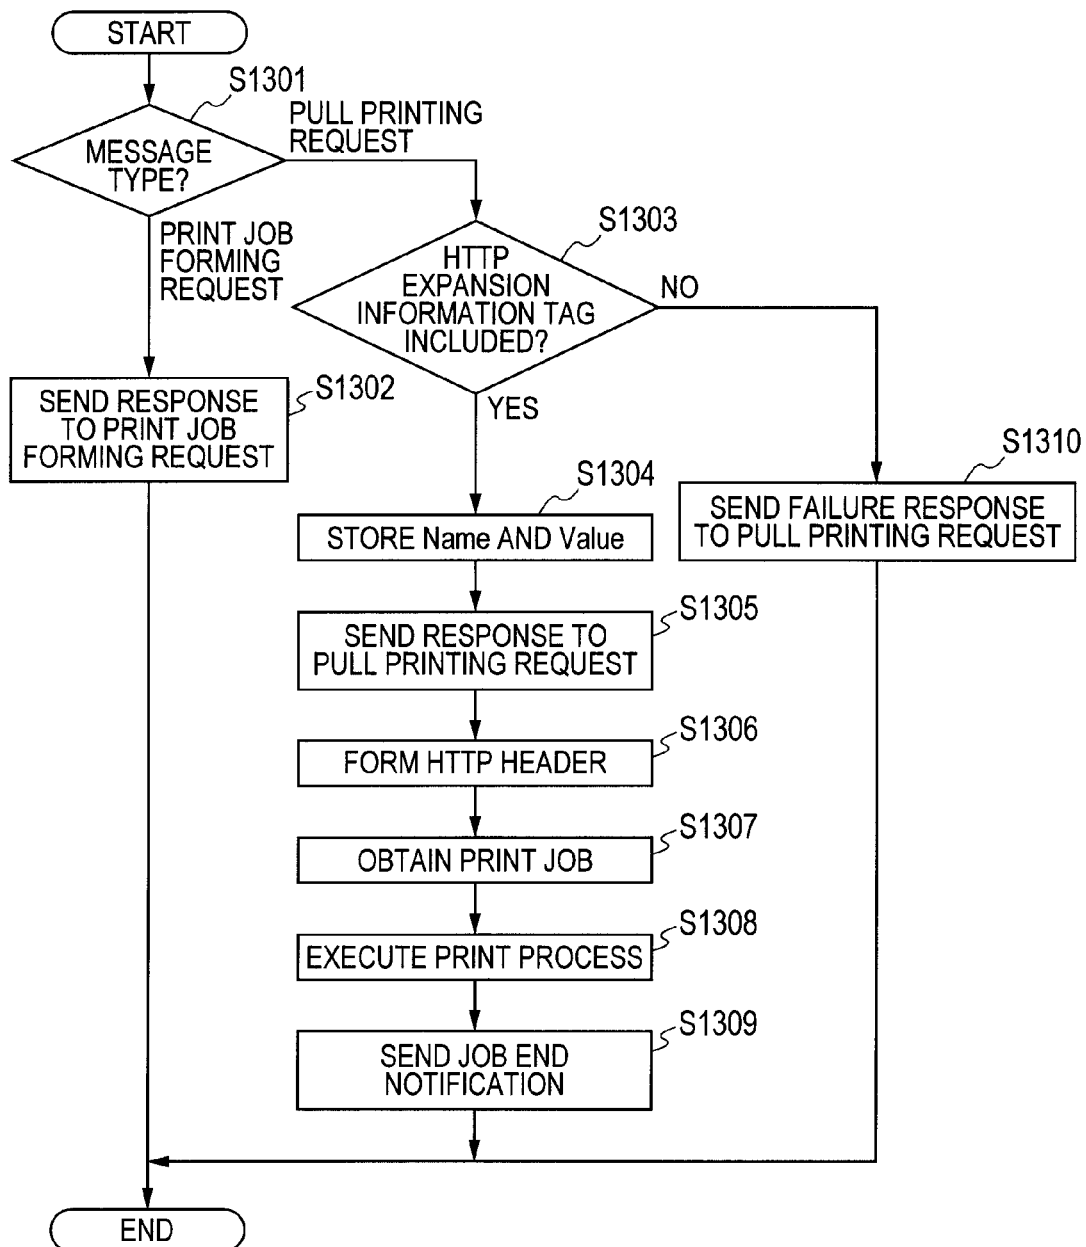 START
S1301
MESSAGE
TYPE?
PULL PRINTING
REQUEST
PRINT JOB
FORMING
REQUEST
S1303
HTTP
EXPANSION
INFORMATION TAG
INCLUDED?
NO
YES
S1302
SEND RESPONSE
TO PRINT JOB
FORMING REQUEST
S1304
STORE Name AND Value
S1310
SEND FAILURE RESPONSE
TO PULL PRINTING REQUEST
S1305
SEND RESPONSE TO
PULL PRINTING REQUEST
S1306
FORM HTTP HEADER
S1307
OBTAIN PRINT JOB
S1308
EXECUTE PRINT PROCESS
S1309
SEND JOB END
NOTIFICATION
END